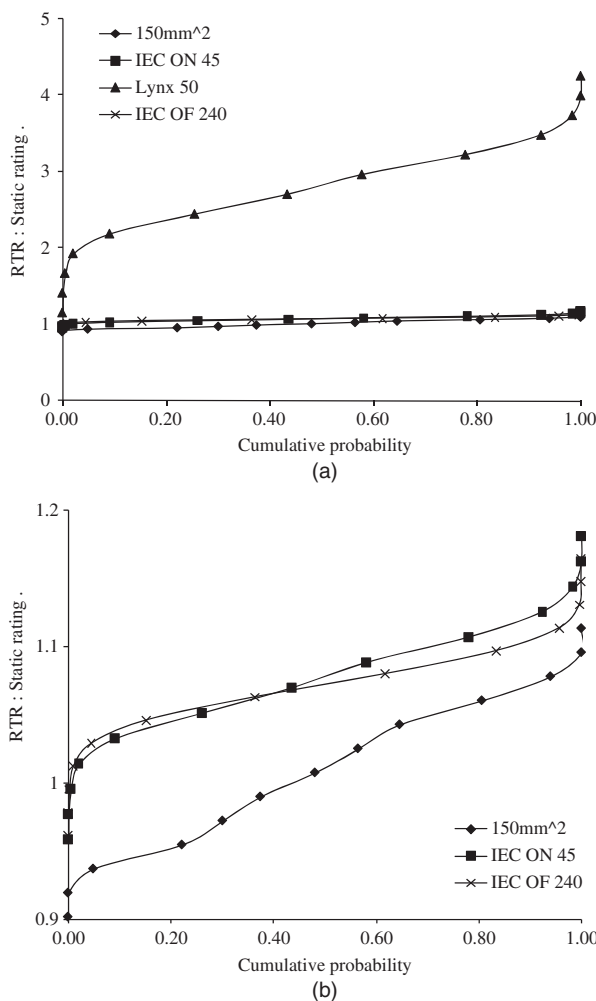 5
150mm^2
IEC ON 45
4
Lynx 50
IEC OF 240
3
RTR : Static rating .
2
1
0
0.00 0.20 0.40 0.60 0.80 1.00
Cumulative probability
(a)
1.2
RTR : Static rating .
1.1
1
150mm^2
IEC ON 45
IEC OF 240
0.9
0.00 0.20 0.40 0.60 0.80 1.00
Cumulative probability
(b)